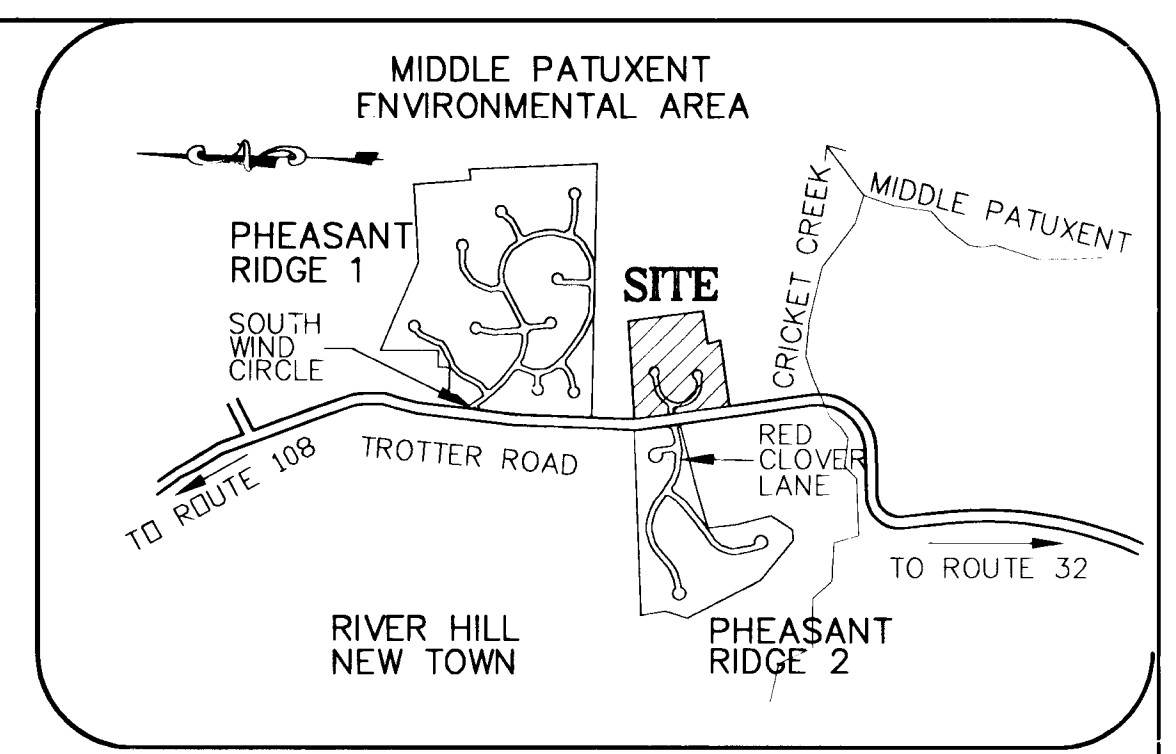 MIDDLE PATUXENT
ENVIRONMENTAL AREA
PHEASANT
RIDGE 1
SITE
SOUTH
WIND
CIRCLE
CRICKET CREEK
MIDDLE PATUXENT
TROTTER ROAD
TO ROUTE 108
RED
CLOVER
LANE
TO ROUTE 32
RIVER HILL
NEW TOWN
PHEASANT
RIDGE 2